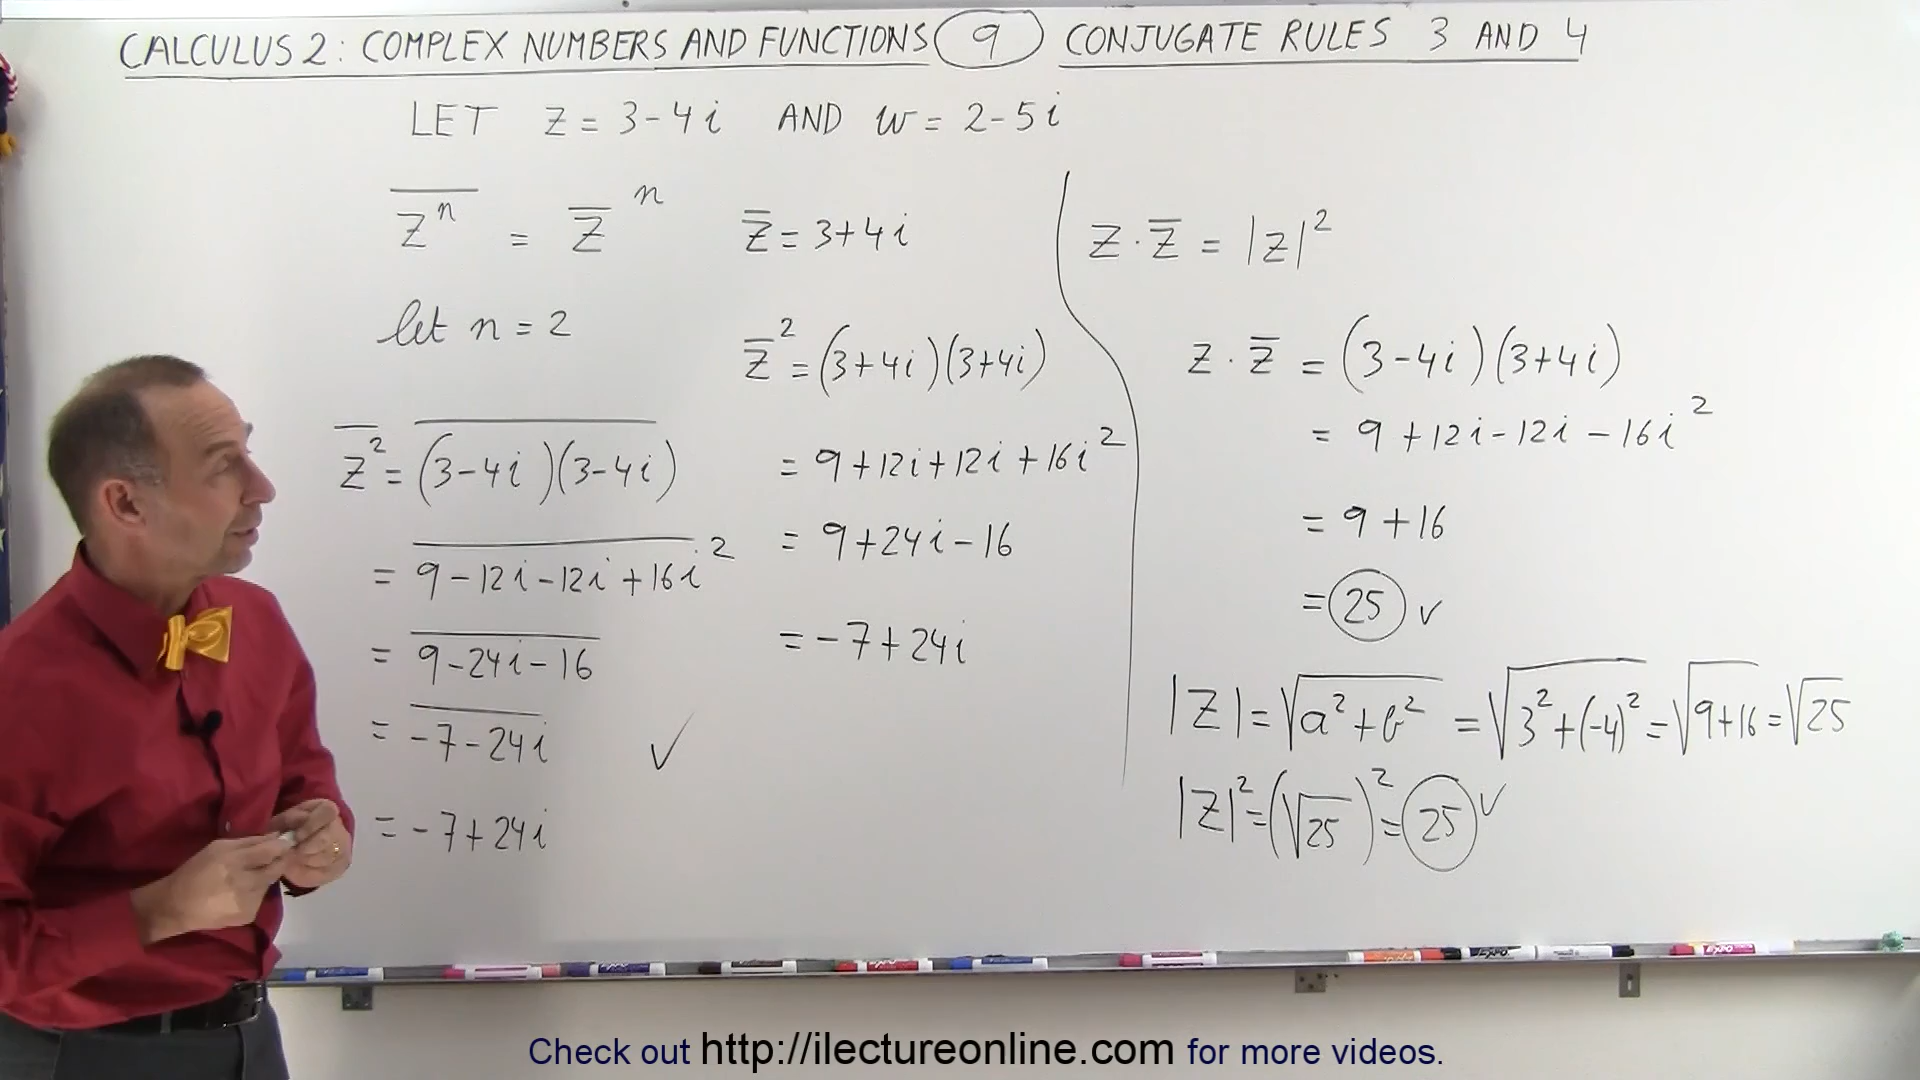 CALCULUS 2: COMPLEX NUMBERS AND FUNCTIONS 9 CONJUGATE RULES 3 AND 4
LET z = 3 - 4i AND w = 2 - 5i
z̅ⁿ̅ = z̅ ⁿ
let n = 2
z̅²̅ = (3 - 4i)(3 - 4i)
= 9 - 12i - 12i + 16i²
= 9 - 24i - 16
= -7 - 24i ✓
= -7 + 24i
z̅ = 3 + 4i
z̅ ² = (3 + 4i)(3 + 4i)
= 9 + 12i + 12i + 16i²
= 9 + 24i - 16
= -7 + 24i
z · z̅ = |z|²
z · z̅ = (3 - 4i)(3 + 4i)
= 9 + 12i - 12i - 16i²
= 9 + 16
= 25 ✓
|z| = √(a² + b²) = √(3² + (-4)²) = √(9 + 16) = √25
|z|² = (√25)² = 25 ✓
EXPO
EXPO
Check out http://ilectureonline.com for more videos.